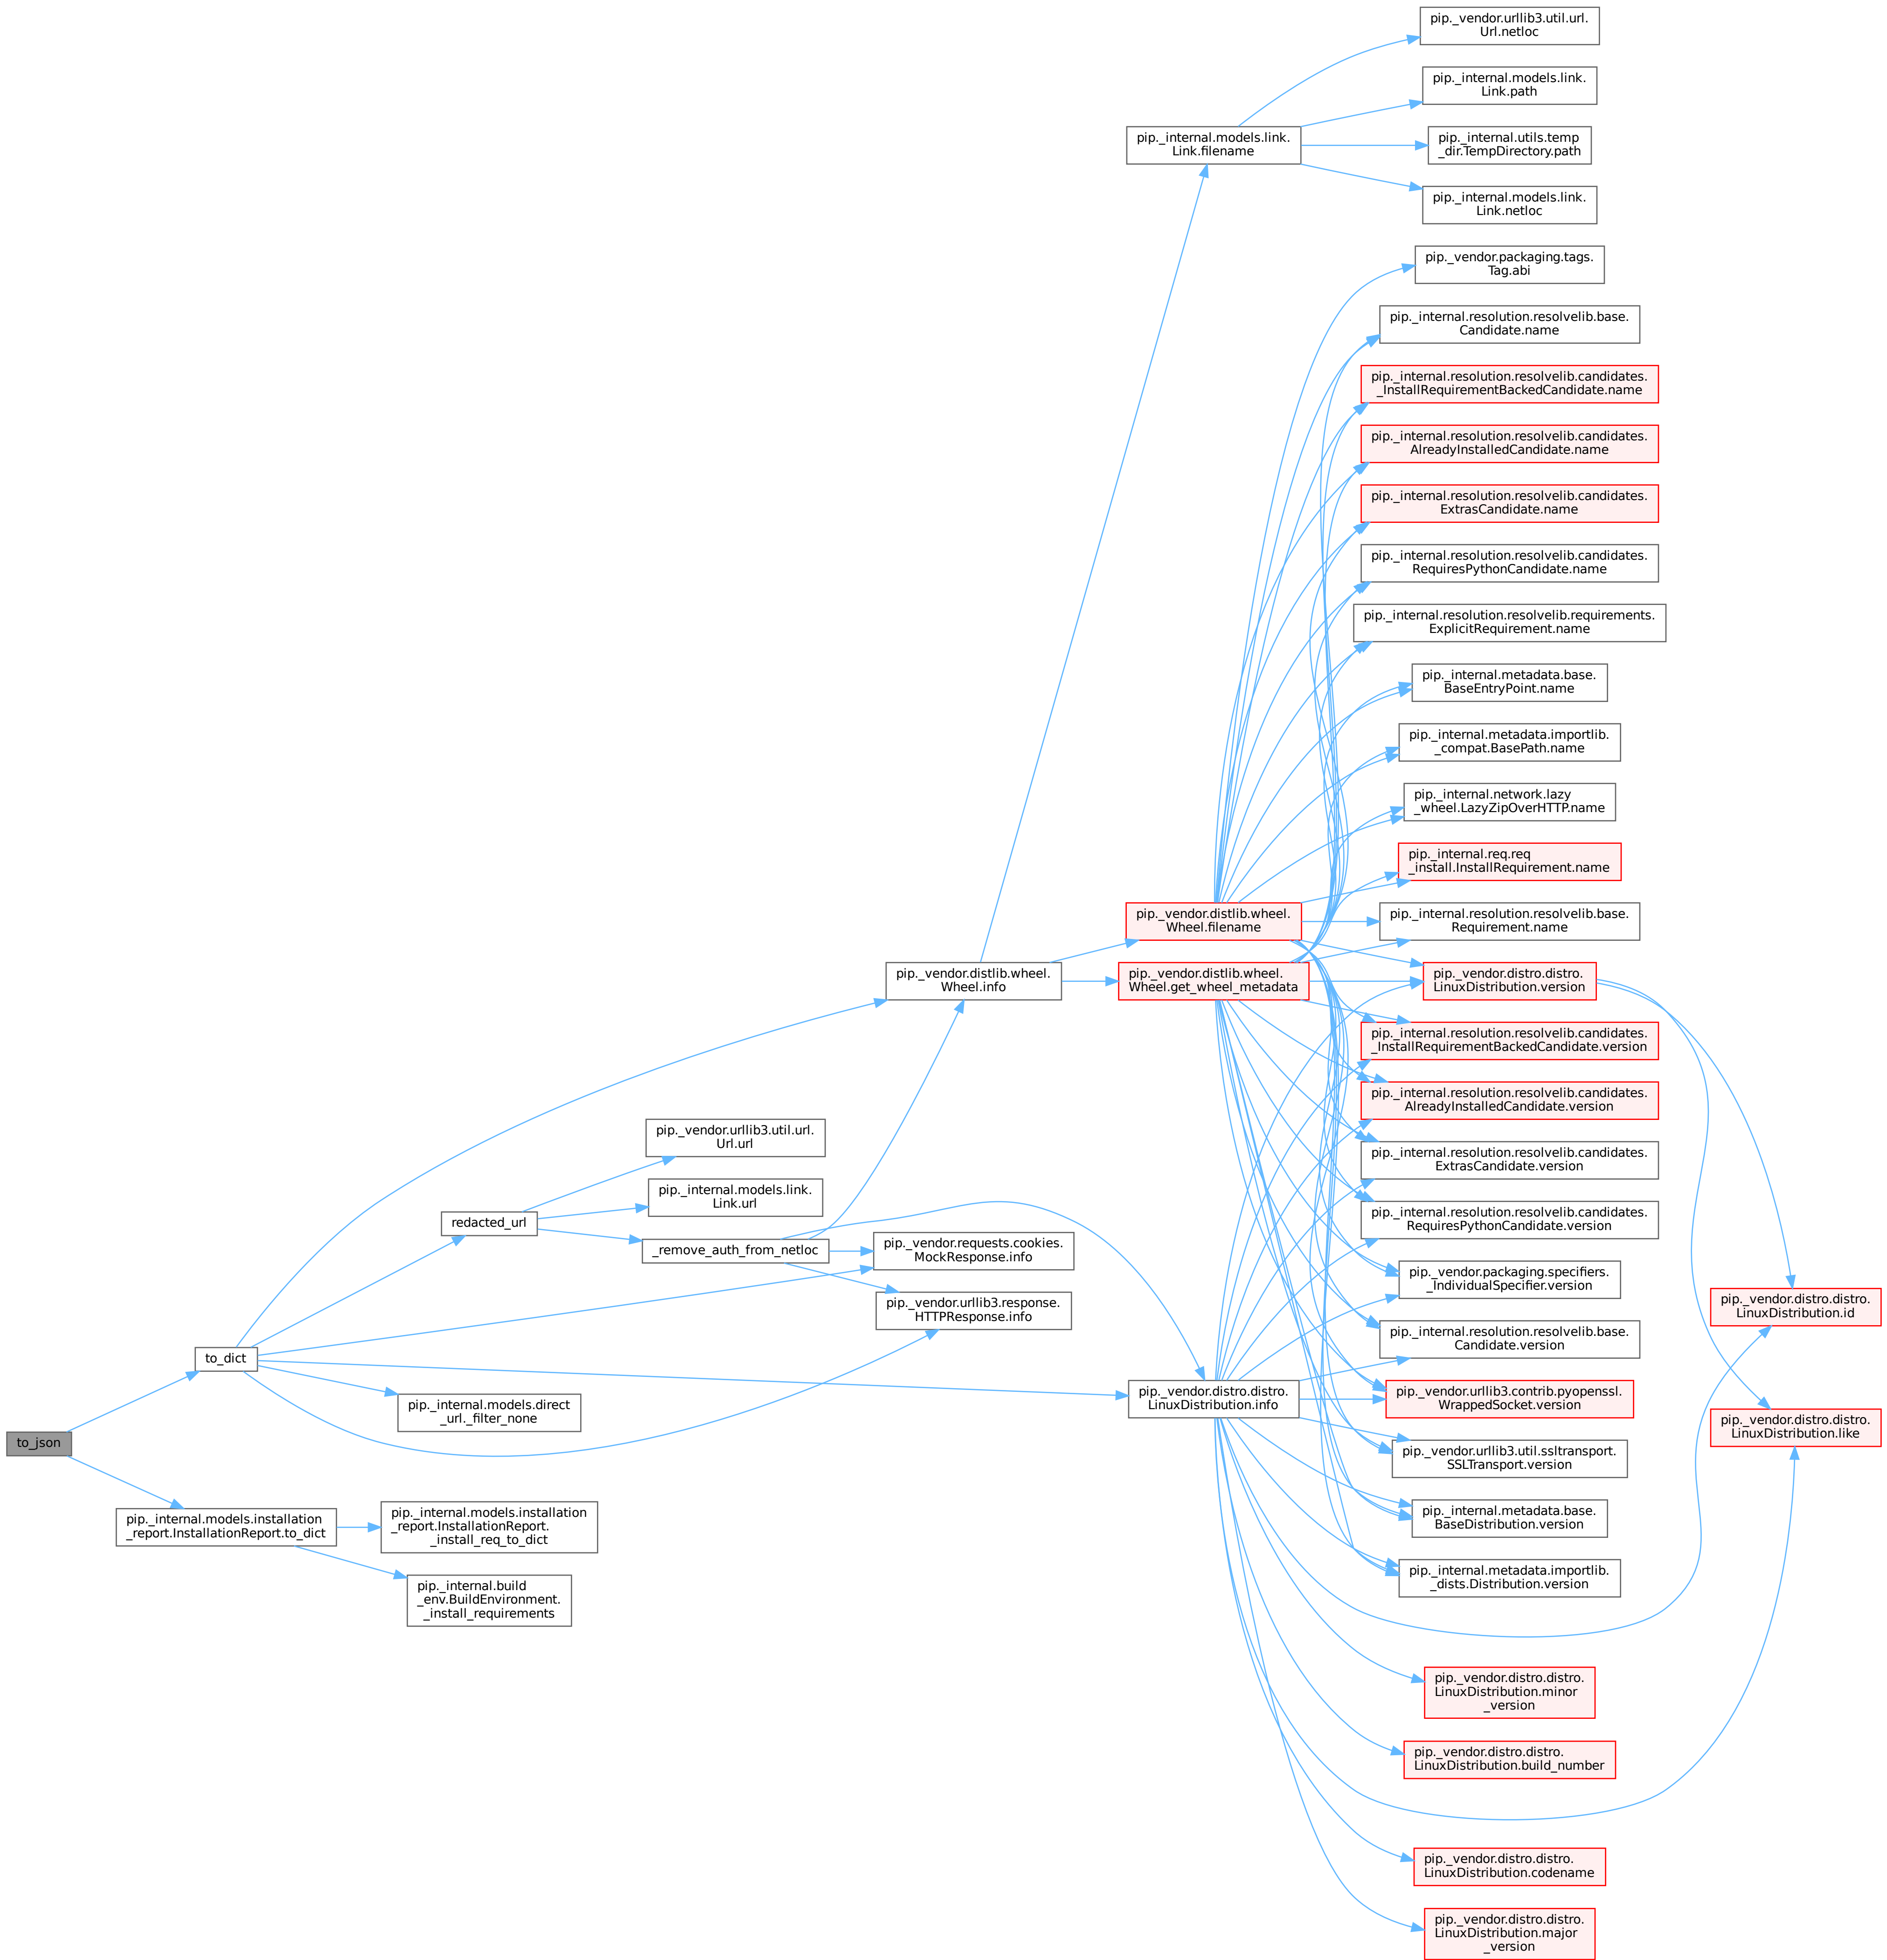 pip._vendor.urllib3.util.url.
Url.netloc
pip._internal.models.link.
Link.path
pip._internal.models.link.
Link.filename
pip._internal.utils.temp
_dir.TempDirectory.path
pip._internal.models.link.
Link.netloc
pip._vendor.packaging.tags.
Tag.abi
pip._internal.resolution.resolvelib.base.
Candidate.name
pip._internal.resolution.resolvelib.candidates.
_InstallRequirementBackedCandidate.name
pip._internal.resolution.resolvelib.candidates.
AlreadyInstalledCandidate.name
pip._internal.resolution.resolvelib.candidates.
ExtrasCandidate.name
pip._internal.resolution.resolvelib.candidates.
RequiresPythonCandidate.name
pip._internal.resolution.resolvelib.requirements.
ExplicitRequirement.name
pip._internal.metadata.base.
BaseEntryPoint.name
pip._internal.metadata.importlib.
_compat.BasePath.name
pip._internal.network.lazy
_wheel.LazyZipOverHTTP.name
pip._internal.req.req
_install.InstallRequirement.name
pip._vendor.distlib.wheel.
Wheel.filename
pip._internal.resolution.resolvelib.base.
Requirement.name
pip._vendor.distlib.wheel.
Wheel.info
pip._vendor.distlib.wheel.
Wheel.get_wheel_metadata
pip._vendor.distro.distro.
LinuxDistribution.version
pip._internal.resolution.resolvelib.candidates.
_InstallRequirementBackedCandidate.version
pip._internal.resolution.resolvelib.candidates.
AlreadyInstalledCandidate.version
pip._vendor.urllib3.util.url.
Url.url
pip._internal.resolution.resolvelib.candidates.
ExtrasCandidate.version
pip._internal.models.link.
Link.url
pip._internal.resolution.resolvelib.candidates.
RequiresPythonCandidate.version
redacted_url
_remove_auth_from_netloc
pip._vendor.requests.cookies.
MockResponse.info
pip._vendor.packaging.specifiers.
_IndividualSpecifier.version
pip._vendor.urllib3.response.
HTTPResponse.info
pip._vendor.distro.distro.
LinuxDistribution.id
pip._internal.resolution.resolvelib.base.
Candidate.version
to_dict
pip._internal.models.direct
_url._filter_none
pip._vendor.distro.distro.
LinuxDistribution.info
pip._vendor.urllib3.contrib.pyopenssl.
WrappedSocket.version
pip._vendor.distro.distro.
LinuxDistribution.like
to_json
pip._vendor.urllib3.util.ssltransport.
SSLTransport.version
pip._internal.models.installation
_report.InstallationReport.to_dict
pip._internal.models.installation
_report.InstallationReport.
_install_req_to_dict
pip._internal.metadata.base.
BaseDistribution.version
pip._internal.metadata.importlib.
_dists.Distribution.version
pip._internal.build
_env.BuildEnvironment.
_install_requirements
pip._vendor.distro.distro.
LinuxDistribution.minor
_version
pip._vendor.distro.distro.
LinuxDistribution.build_number
pip._vendor.distro.distro.
LinuxDistribution.codename
pip._vendor.distro.distro.
LinuxDistribution.major
_version